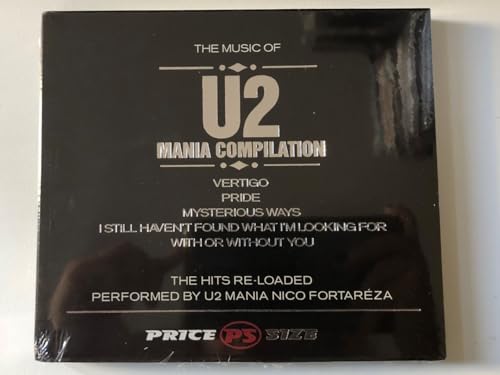 THE MUSIC OF
U2
MANIA COMPILATION
VERTIGO
PRIDE
MYSTERIOUS WAYS
I STILL HAVEN'T FOUND WHAT I'M LOOKING FOR
WITH OR WITHOUT YOU
THE HITS RE-LOADED
PERFORMED BY U2 MANIA NICO FORTARÉZA
PRICE PS SIZE